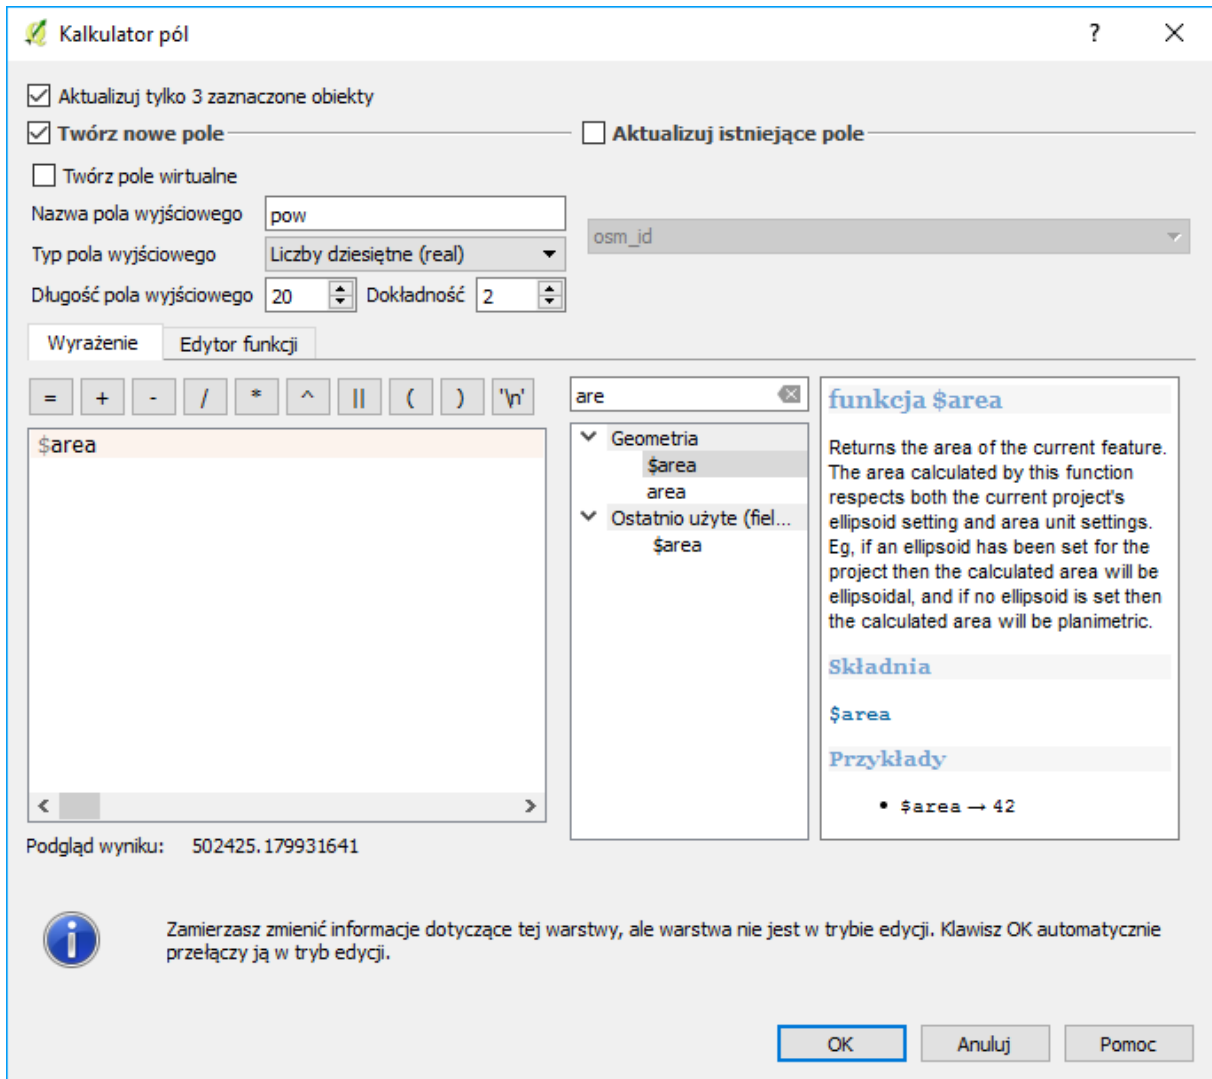 Kalkulator pól
?
Aktualizuj tylko 3 zaznaczone obiekty
Twórz nowe pole
Aktualizuj istniejące pole
Twórz pole wirtualne
Nazwa pola wyjściowego pow
osm_id
Typ pola wyjściowego Liczby dziesiętne (real)
Długość pola wyjściowego 20 Dokładność 2
Wyrażenie Edytor funkcji
= + - / * ^ || ( ) '\n'
$area
are
Geometria
$area
area
Ostatnio użyte (fiel...
$area
funkcja $area
Returns the area of the current feature.
The area calculated by this function
respects both the current project's
ellipsoid setting and area unit settings.
Eg, if an ellipsoid has been set for the
project then the calculated area will be
ellipsoidal, and if no ellipsoid is set then
the calculated area will be planimetric.
Składnia
$area
Przykłady
• $area → 42
Podgląd wyniku: 502425.179931641
Zamierzasz zmienić informacje dotyczące tej warstwy, ale warstwa nie jest w trybie edycji. Klawisz OK automatycznie
przełączy ją w tryb edycji.
OK Anuluj Pomoc